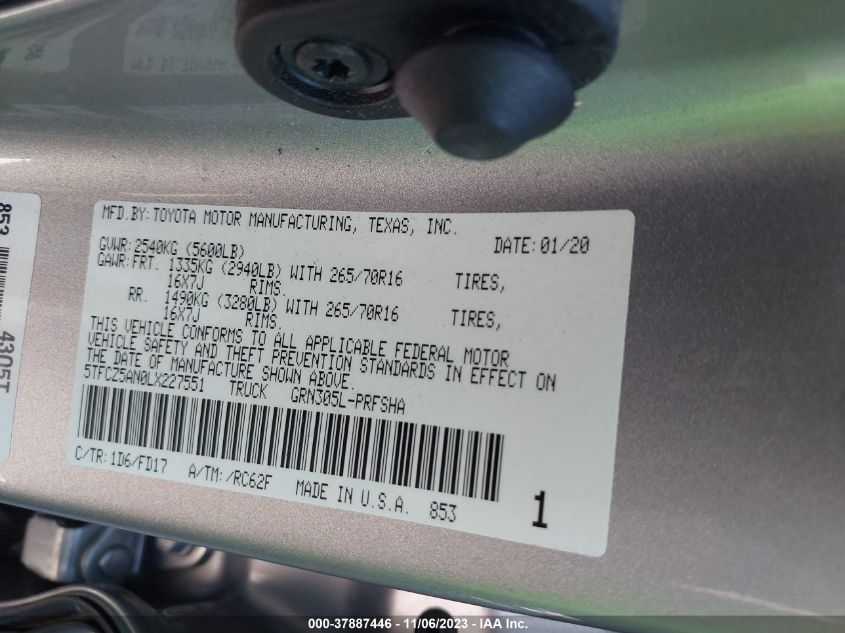 MFD.BY: TOYOTA MOTOR MANUFACTURING, TEXAS, INC.
GVWR: 2540KG (5600LB) DATE: 01/20
GAWR: FRT. 1335KG (2940LB) WITH 265/70R16 TIRES,
16X7J RIMS.
RR. 1490KG (3280LB) WITH 265/70R16 TIRES,
16X7J RIMS.
THIS VEHICLE CONFORMS TO ALL APPLICABLE FEDERAL MOTOR
VEHICLE SAFETY AND THEFT PREVENTION STANDARDS IN EFFECT ON
THE DATE OF MANUFACTURE SHOWN ABOVE.
5TFCZ5AN0LX227551 TRUCK GRN305L-PRFSHA
C/TR: 1D6/FD17 A/TM: /RC62F MADE IN U.S.A. 853 1
853 4305T
000-37887446 - 11/06/2023 - IAA Inc.